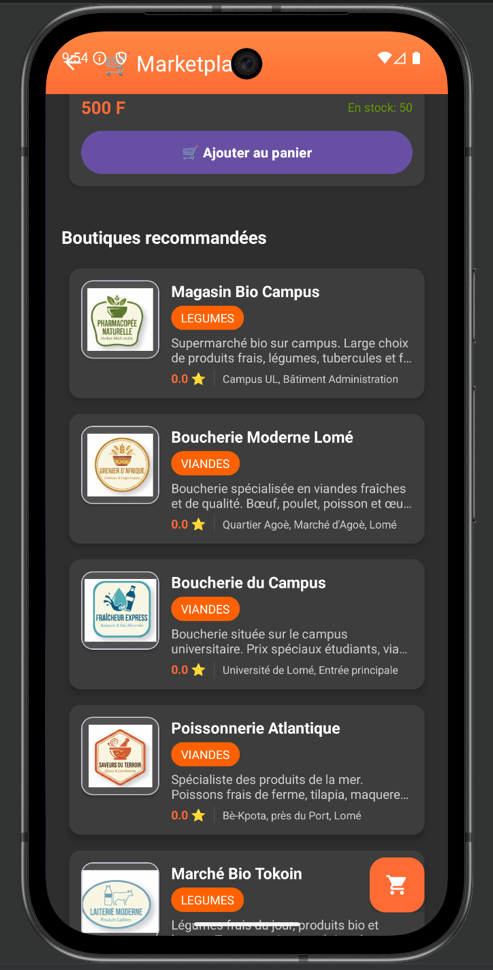 9:54
🛒 Marketpla
500 F
En stock: 50
🛒 Ajouter au panier
Boutiques recommandées
PHARMACOPÉE
NATURELLE
Magasin Bio Campus
LEGUMES
Supermarché bio sur campus. Large choix
de produits frais, légumes, tubercules et f...
0.0 ⭐
Campus UL, Bâtiment Administration
GRENIER D'AFRIQUE
Boucherie Moderne Lomé
VIANDES
Boucherie spécialisée en viandes fraîches
et de qualité. Bœuf, poulet, poisson et œu...
0.0 ⭐
Quartier Agoè, Marché d'Agoè, Lomé
FRAÎCHEUR EXPRESS
Boucherie du Campus
VIANDES
Boucherie située sur le campus
universitaire. Prix spéciaux étudiants, via...
0.0 ⭐
Université de Lomé, Entrée principale
SAVEURS DU TERROIR
Poissonnerie Atlantique
VIANDES
Spécialiste des produits de la mer.
Poissons frais de ferme, tilapia, maquere...
0.0 ⭐
Bè-Kpota, près du Port, Lomé
LAITERIE MODERNE
Produits Laitiers
Marché Bio Tokoin
LEGUMES
Légumes frais du jour, produits bio et